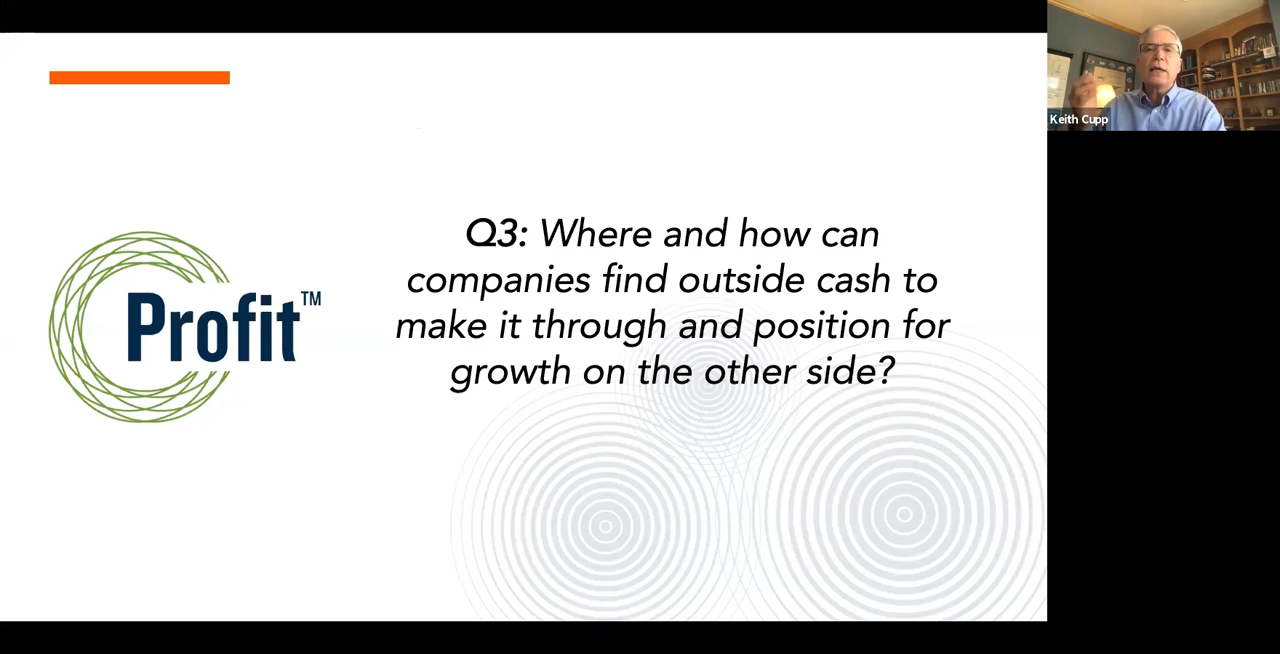 Keith Cupp
Q3: Where and how can
companies find outside cash to
make it through and position for
growth on the other side?
Profit™